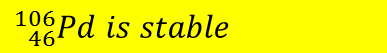 ¹⁰⁶₄₆Pd is stable